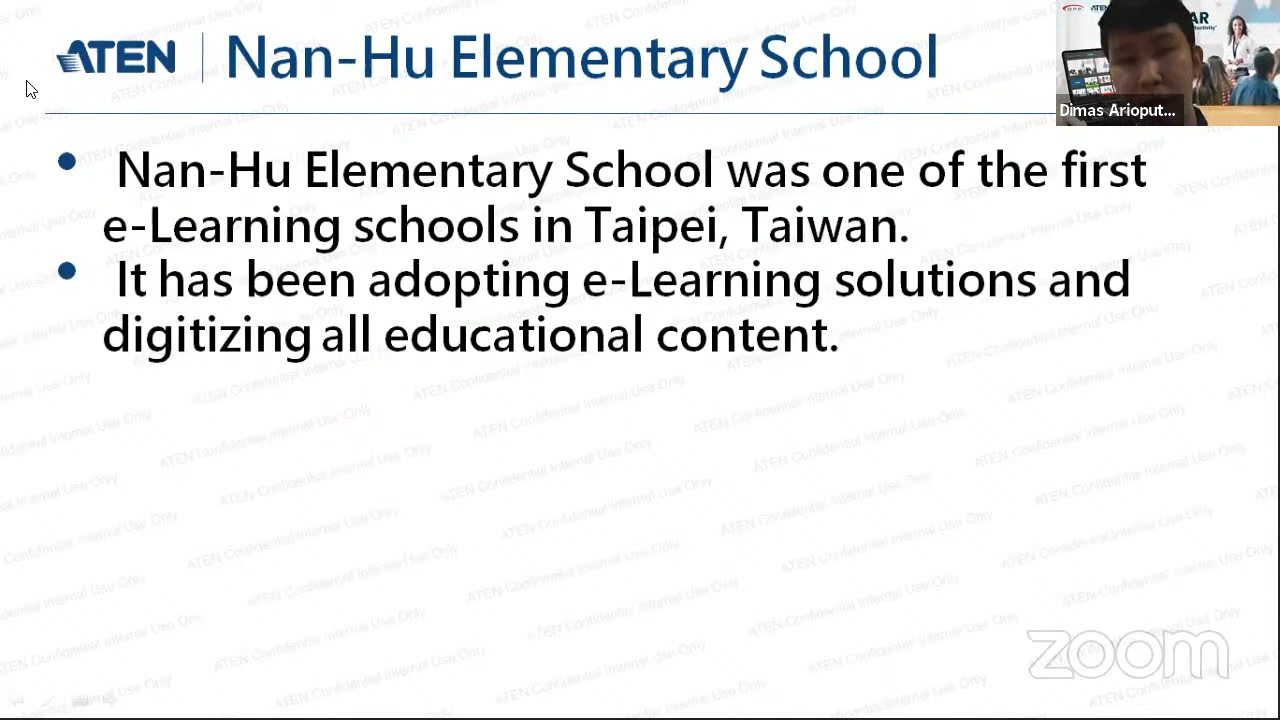 ATEN
Nan-Hu Elementary School
Dimas Arioput...
• Nan-Hu Elementary School was one of the first
e-Learning schools in Taipei, Taiwan.
• It has been adopting e-Learning solutions and
digitizing all educational content.
ATEN Confidential Internal Use Only
zoom